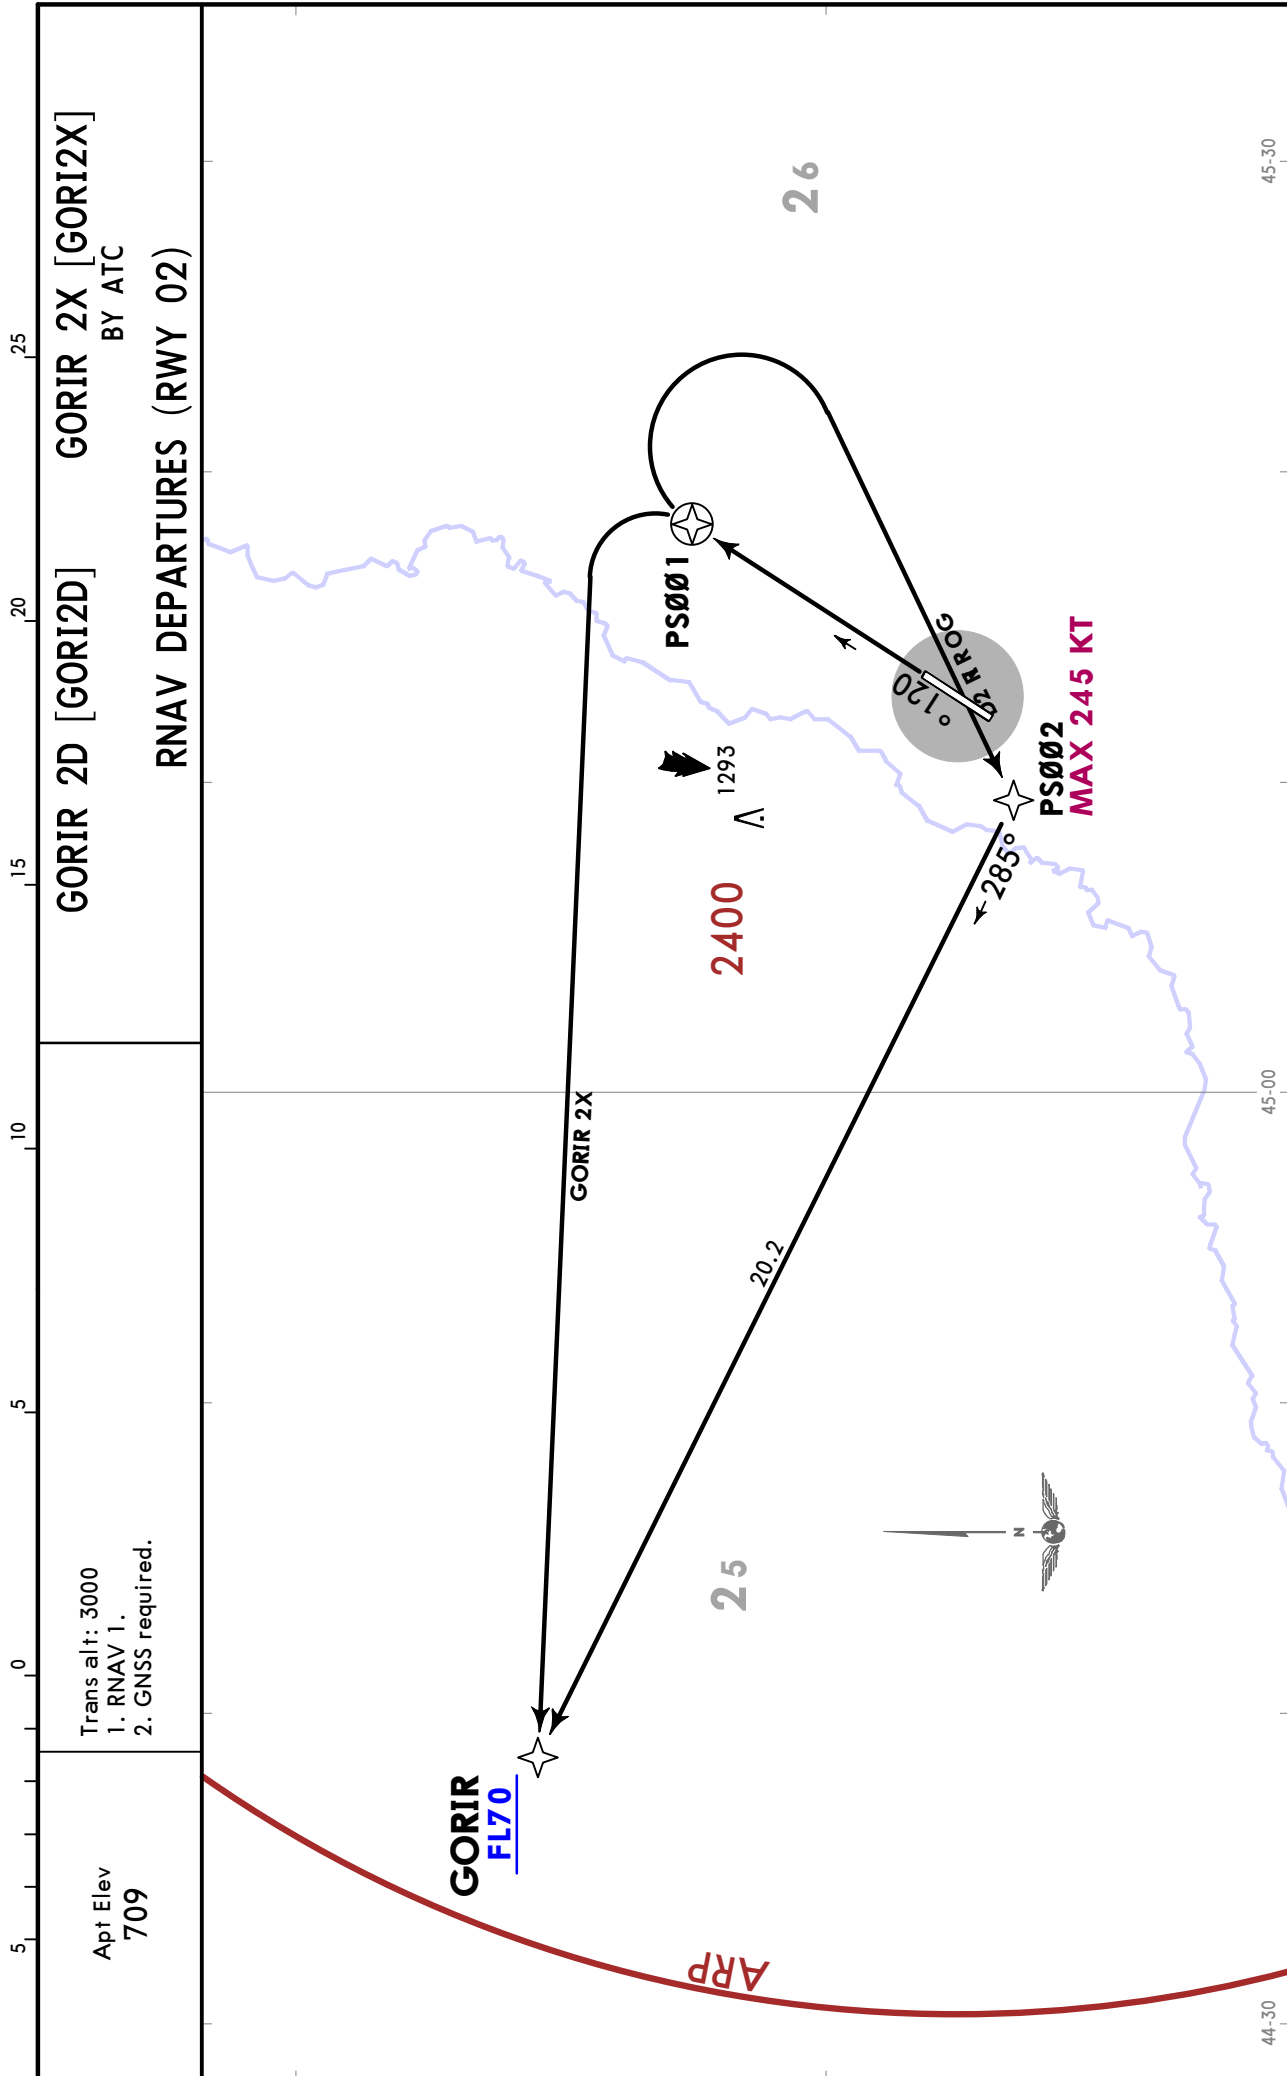 5
0
5
10
15
20
25
Apt Elev
709
Trans alt: 3000
1. RNAV 1.
2. GNSS required.
GORIR 2D [GORI2D]
GORIR 2X [GORI2X]
BY ATC
RNAV DEPARTURES (RWY 02)
GORIR
FL70
GORIR 2X
PSØØ1
1293
2400
25
26
20.2
°120
ROG
285°
PSØØ2
MAX 245 KT
ARP
N
44-30
45-00
45-30